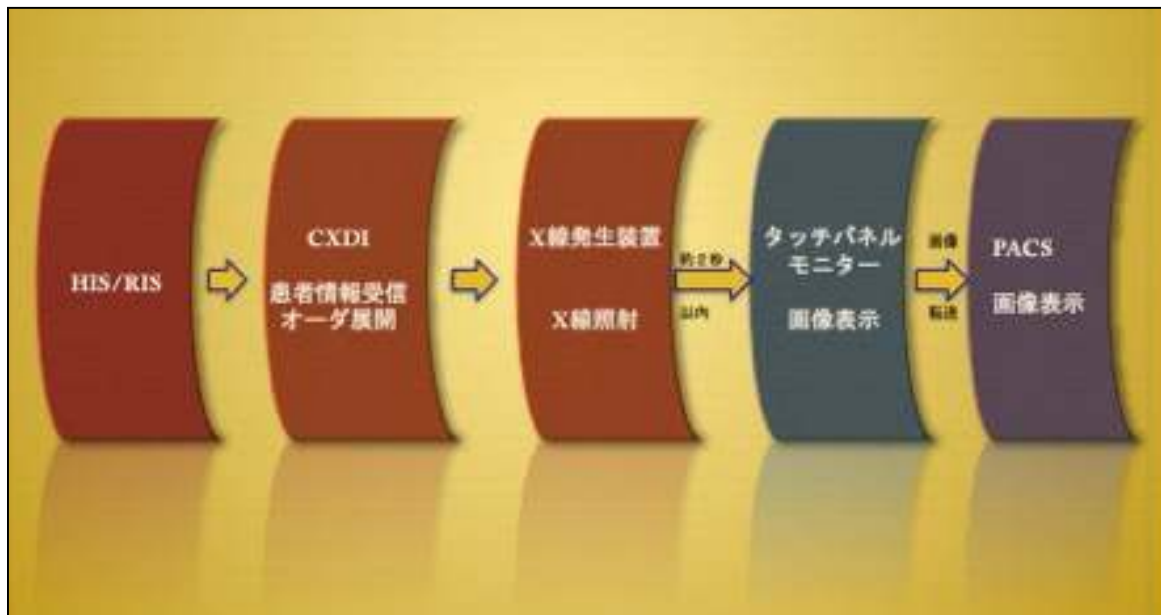 HIS/RIS
CXDI
患者情報受信
オーダ展開
X線発生装置
X線照射
約2秒
以内
タッチパネル
モニター
画像表示
画像
転送
PACS
画像表示